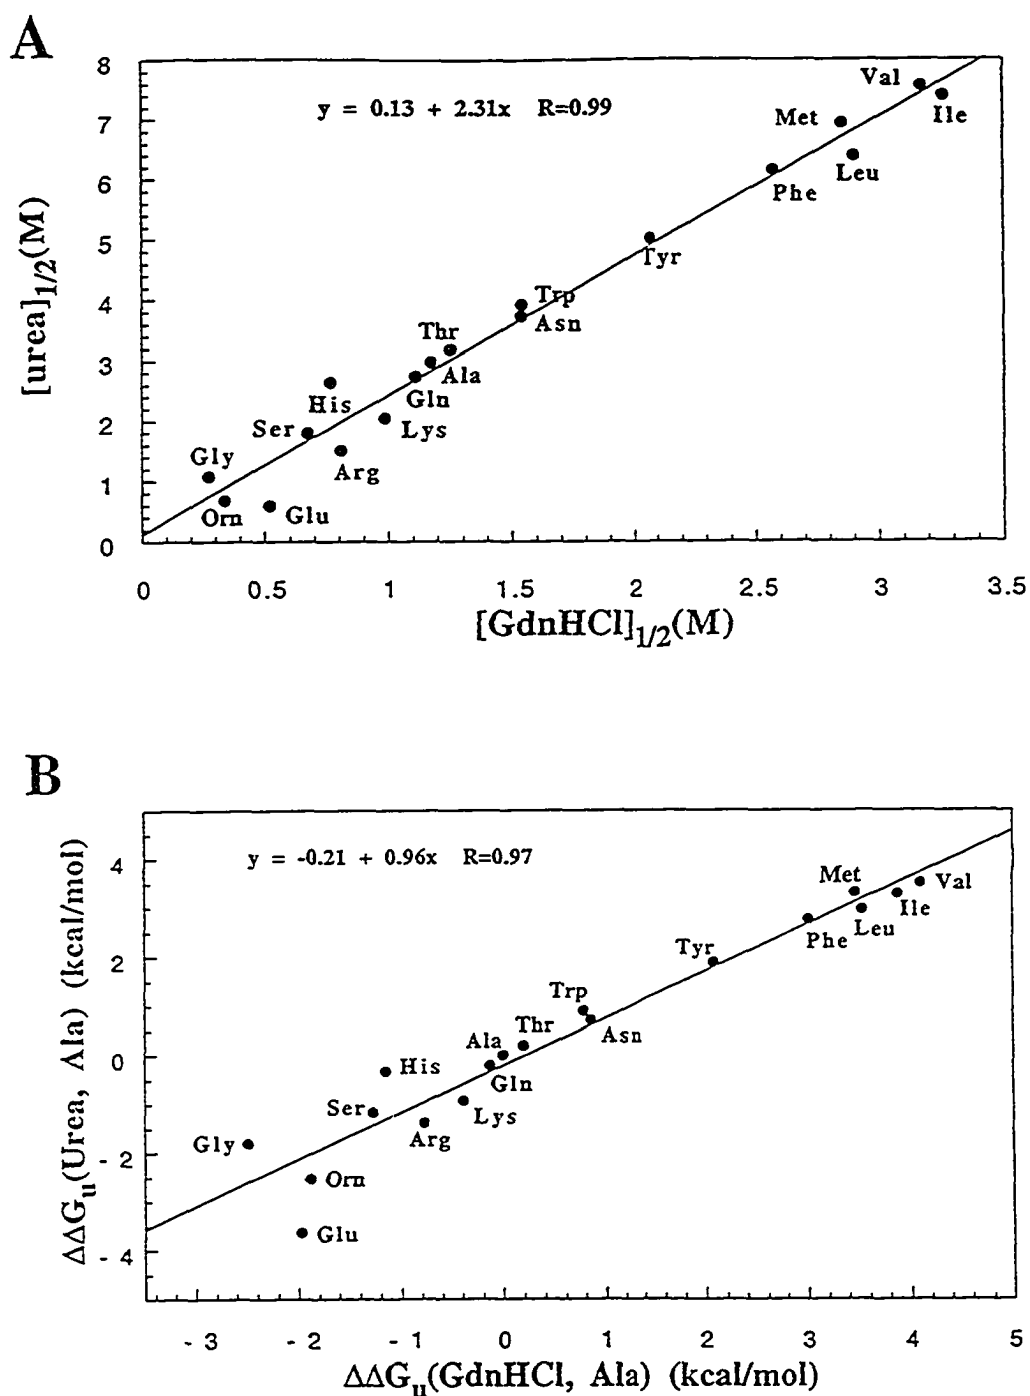 A
8
y = 0.13 + 2.31x R=0.99
Val
Ile
7
Met
Leu
6
Phe
[urea]1/2(M)
5
Tyr
4
Trp
Asn
Thr
3
Ala
His
Gln
2
Ser
Lys
Gly
Arg
1
Orn
Glu
0
0 0.5 1 1.5 2 2.5 3 3.5
[GdnHCl]1/2(M)
B
y = -0.21 + 0.96x R=0.97
4
Met
Val
Ile
Leu
Phe
ΔΔGu(Urea, Ala) (kcal/mol)
2
Tyr
Trp
Thr
Asn
Ala
0
His
Gln
Ser
Lys
Arg
Gly
- 2
Orn
Glu
- 4
- 3 - 2 - 1 0 1 2 3 4 5
ΔΔGu(GdnHCl, Ala) (kcal/mol)